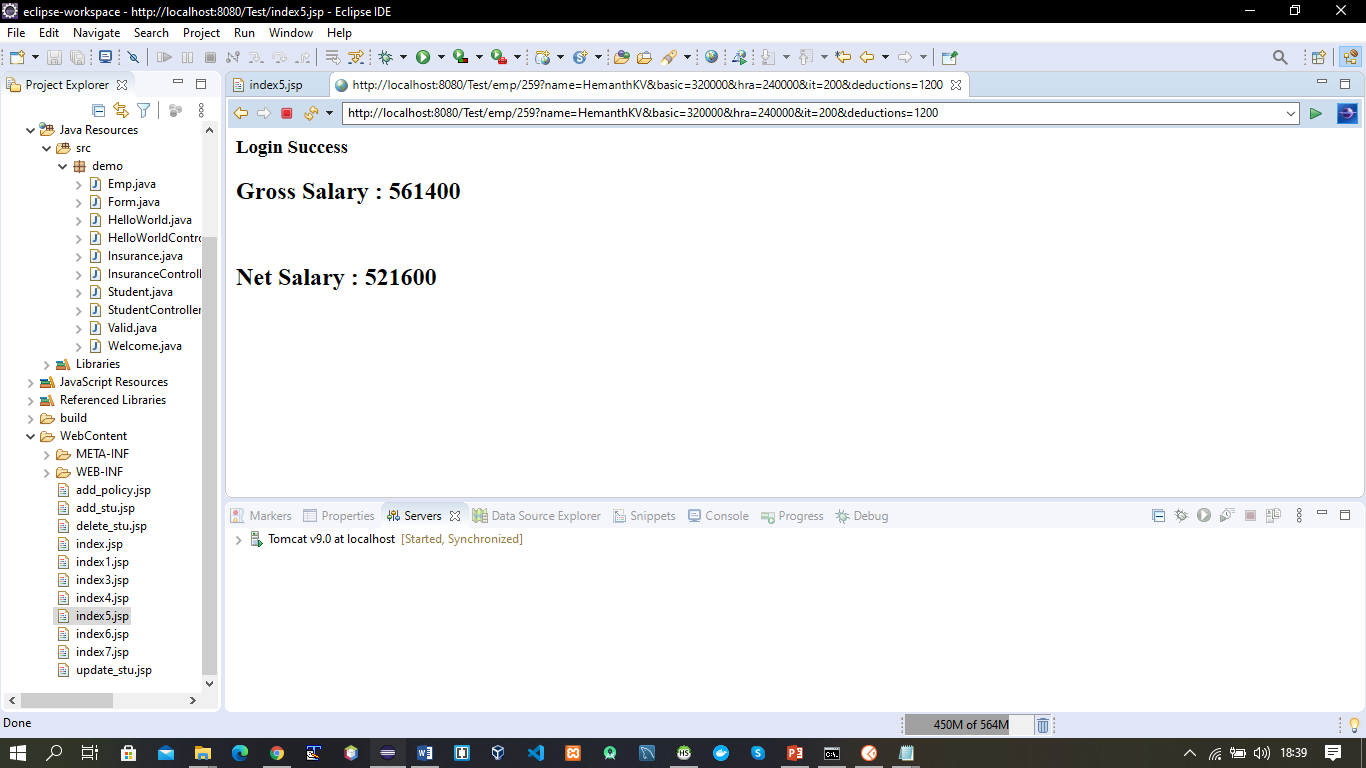 eclipse-workspace - http://localhost:8080/Test/index5.jsp - Eclipse IDE
File Edit Navigate Search Project Run Window Help
Project Explorer
Java Resources
src
demo
Emp.java
Form.java
HelloWorld.java
HelloWorldContro
Insurance.java
InsuranceControll
Student.java
StudentController
Valid.java
Welcome.java
Libraries
JavaScript Resources
Referenced Libraries
build
WebContent
META-INF
WEB-INF
add_policy.jsp
add_stu.jsp
delete_stu.jsp
index.jsp
index1.jsp
index3.jsp
index4.jsp
index5.jsp
index6.jsp
index7.jsp
update_stu.jsp
index5.jsp
http://localhost:8080/Test/emp/259?name=HemanthKV&basic=320000&hra=240000&it=200&deductions=1200
http://localhost:8080/Test/emp/259?name=HemanthKV&basic=320000&hra=240000&it=200&deductions=1200
Login Success
Gross Salary : 561400
Net Salary : 521600
Markers Properties Servers Data Source Explorer Snippets Console Progress Debug
Tomcat v9.0 at localhost [Started, Synchronized]
Done
450M of 564M
18:39